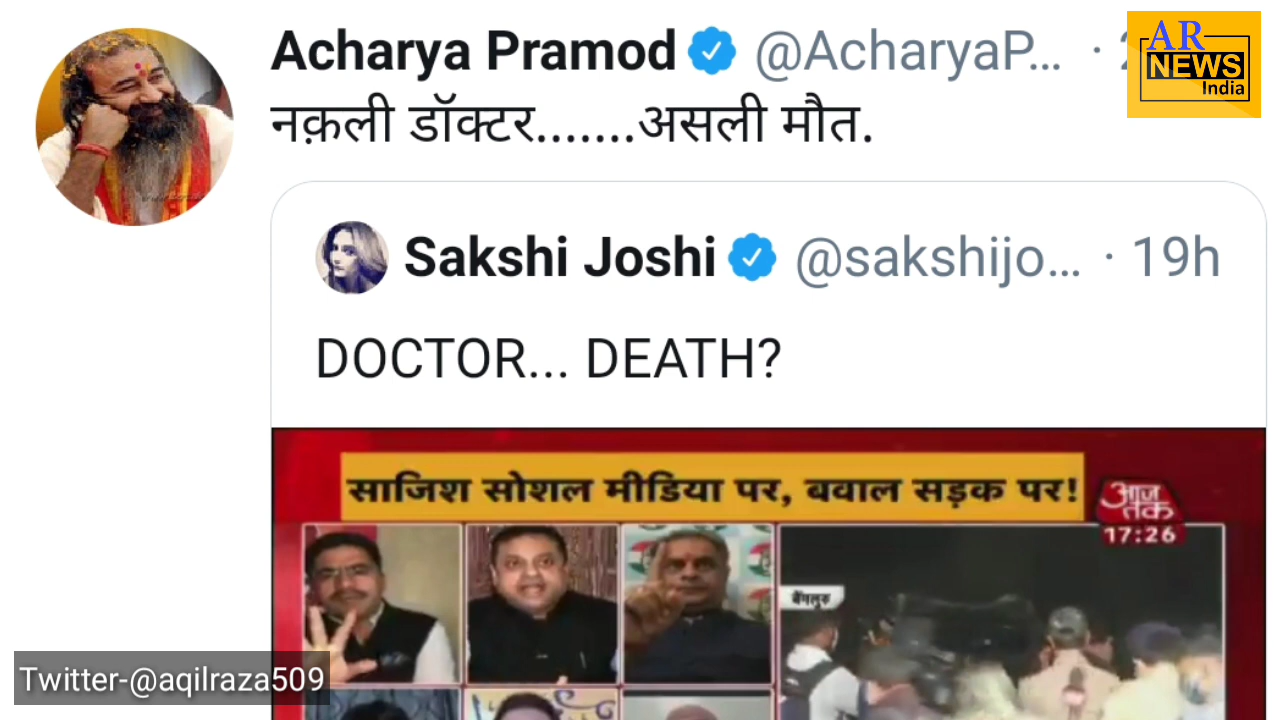 Acharya Pramod @AcharyaP... ·
AR
NEWS
India
नक़ली डॉक्टर.......असली मौत.
Sakshi Joshi @sakshijo... · 19h
DOCTOR... DEATH?
साजिश सोशल मीडिया पर, बवाल सड़क पर!
आज
तक
17:26
बेंगलुरु
Twitter-@aqilraza509